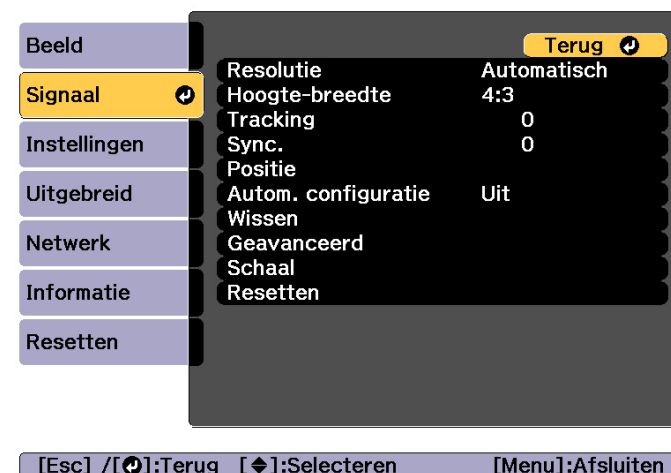 Beeld
Signaal
Instellingen
Uitgebreid
Netwerk
Informatie
Resetten
Terug
Resolutie Automatisch
Hoogte-breedte 4:3
Tracking 0
Sync. 0
Positie
Autom. configuratie Uit
Wissen
Geavanceerd
Schaal
Resetten
[Esc] /[⏎]:Terug [◆]:Selecteren [Menu]:Afsluiten